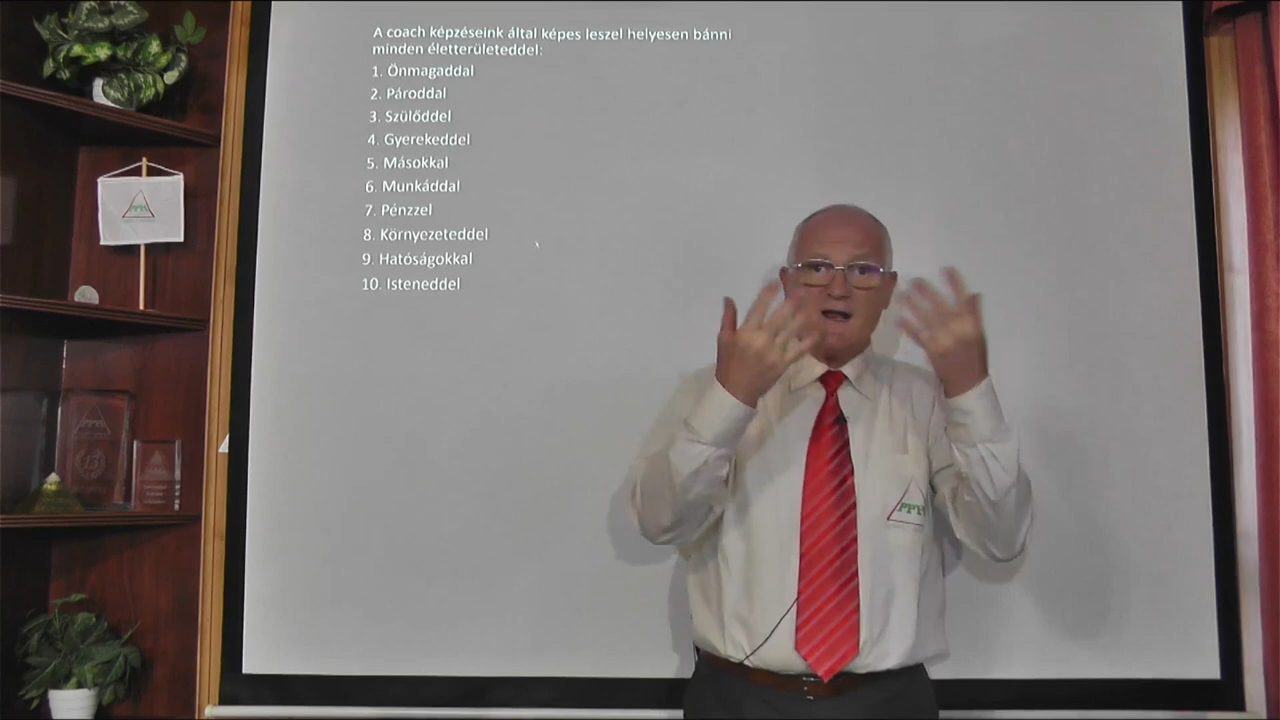 A coach képzéseink által képes leszel helyesen bánni
minden életterületeddel:
1. Önmagaddal
2. Pároddal
3. Szülőddel
4. Gyerekeddel
5. Másokkal
6. Munkáddal
7. Pénzzel
8. Környezeteddel
9. Hatóságokkal
10. Isteneddel
13